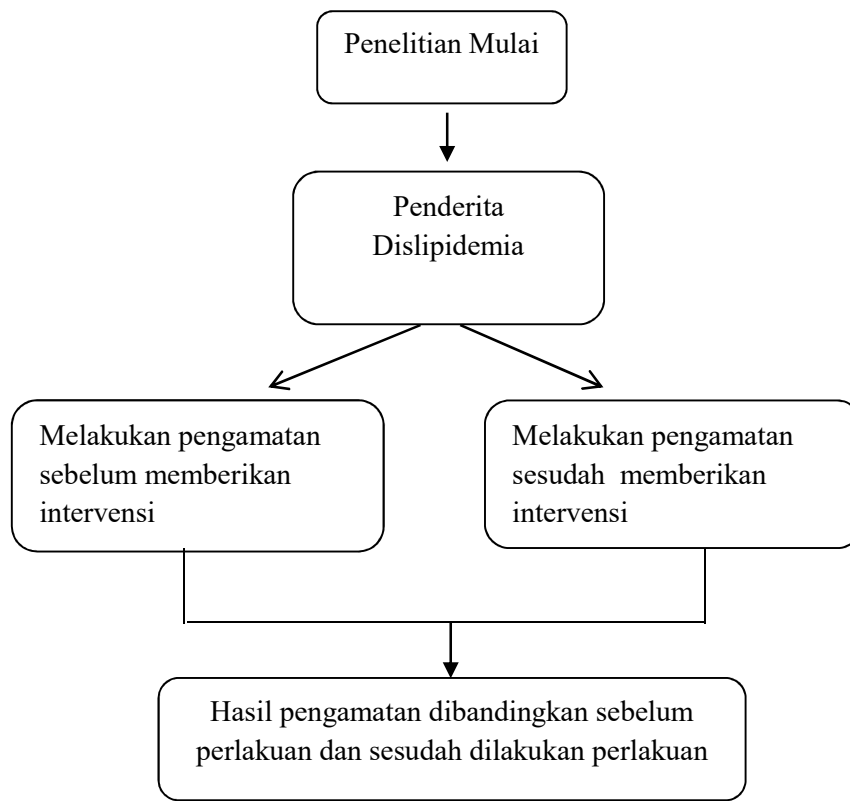 Penelitian Mulai
Penderita
Dislipidemia
Melakukan pengamatan
sebelum memberikan
intervensi
Melakukan pengamatan
sesudah memberikan
intervensi
Hasil pengamatan dibandingkan sebelum
perlakuan dan sesudah dilakukan perlakuan